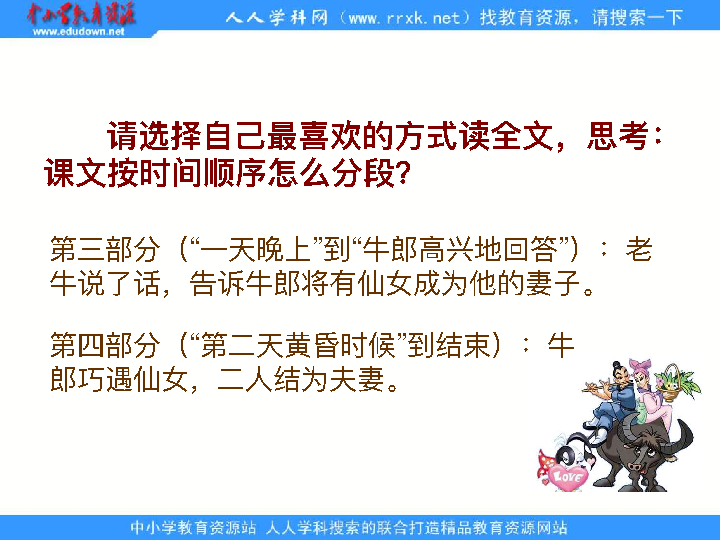 中小学教育资源
www.edudown.net
人人学科网（www.rrxk.net）找教育资源，请搜索一下
请选择自己最喜欢的方式读全文，思考：
课文按时间顺序怎么分段？
第三部分（“一天晚上”到“牛郎高兴地回答”）：老
牛说了话，告诉牛郎将有仙女成为他的妻子。
第四部分（“第二天黄昏时候”到结束）：牛
郎巧遇仙女，二人结为夫妻。
LOVE
中小学教育资源站 人人学科搜索的联合打造精品教育资源网站